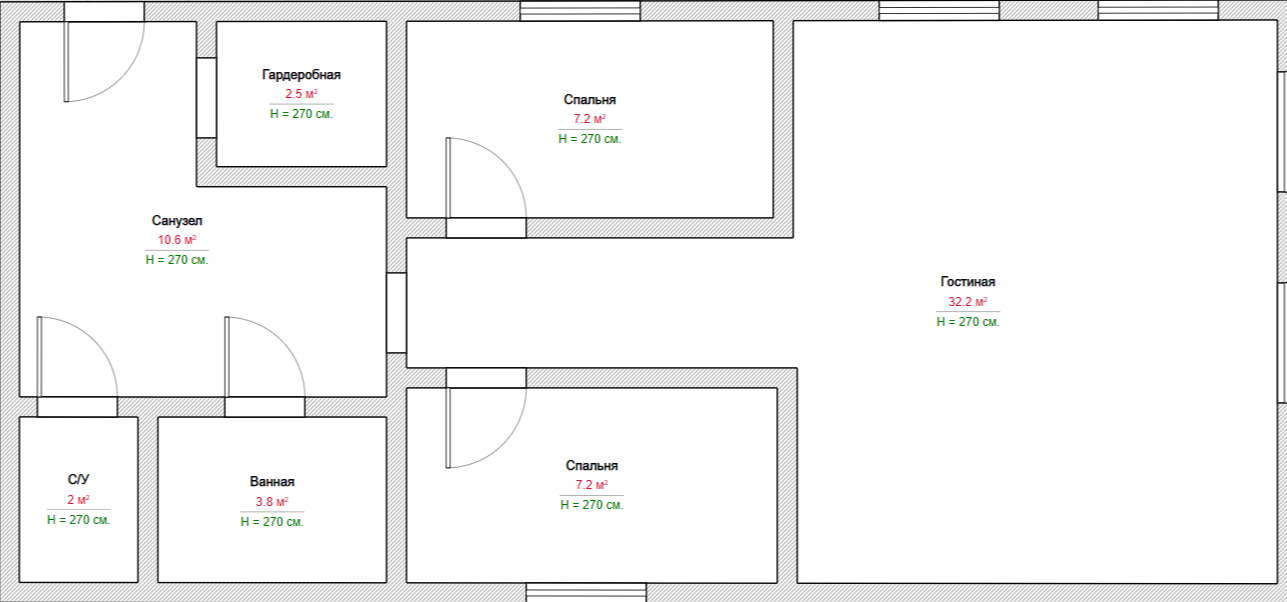 Гардеробная
2.5 м²
H = 270 см.
Спальня
7.2 м²
H = 270 см.
Санузел
10.6 м²
H = 270 см.
Гостиная
32.2 м²
H = 270 см.
С/У
2 м²
H = 270 см.
Ванная
3.8 м²
H = 270 см.
Спальня
7.2 м²
H = 270 см.